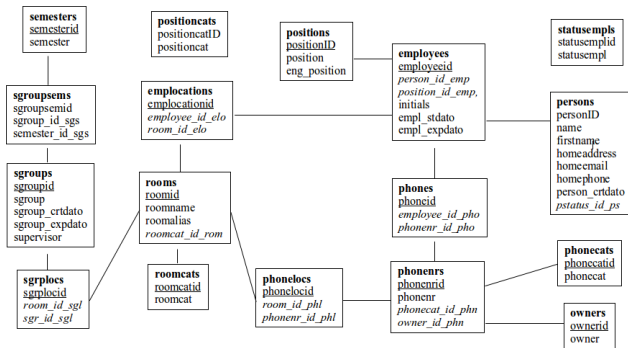 semesters
semesterid
semester
positioncats
positioncatID
positioncat
positions
positionID
position
eng_position
employees
employeeid
person_id_emp
position_id_emp,
initials
empl_stdato
empl_expdato
statusempls
statusemplid
statusempl
sgroupsems
sgroupsemid
sgroup_id_sgs
semester_id_sgs
emplocations
emplocationid
employee_id_elo
room_id_elo
persons
personID
name
firstname
homeaddress
homeemail
homephone
person_crtdato
pstatus_id_ps
sgroups
sgroupid
sgroup
sgroup_crtdato
sgroup_expdato
supervisor
rooms
roomid
roomname
roomalias
roomcat_id_rom
phones
phoneid
employee_id_pho
phonenr_id_pho
sgrplocs
sgrplocid
room_id_sgl
sgr_id_sgl
roomcats
roomcatid
roomcat
phonelocs
phonelocid
room_id_phl
phonenr_id_phl
phonenrs
phonenrid
phonenr
phonecat_id_phn
owner_id_phn
phonecats
phonecatid
phonecat
owners
ownerid
owner